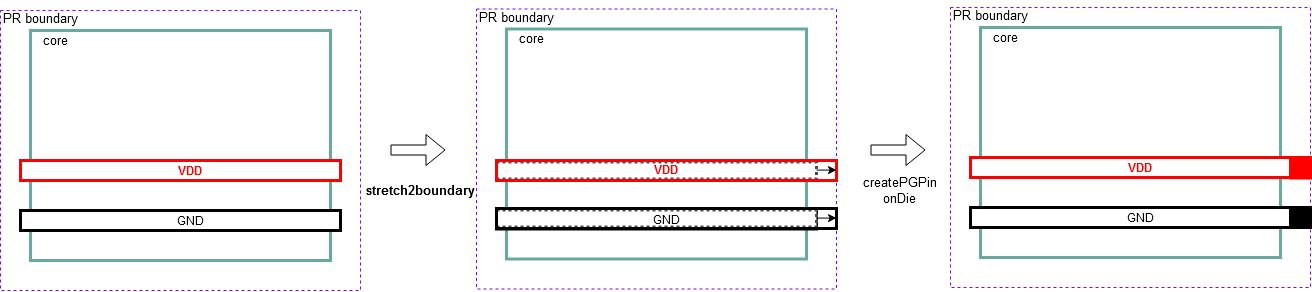 PR boundary
core
VDD
GND
stretch2boundary
PR boundary
core
VDD
GND
createPGPin
onDie
PR boundary
core
VDD
GND